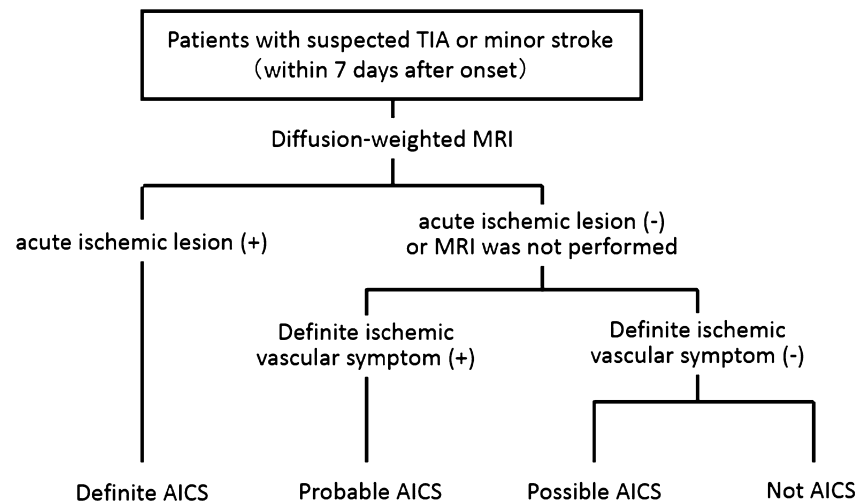 Patients with suspected TIA or minor stroke
（within 7 days after onset）
Diffusion-weighted MRI
acute ischemic lesion (+)
acute ischemic lesion (-)
or MRI was not performed
Definite ischemic
vascular symptom (+)
Definite ischemic
vascular symptom (-)
Definite AICS
Probable AICS
Possible AICS
Not AICS